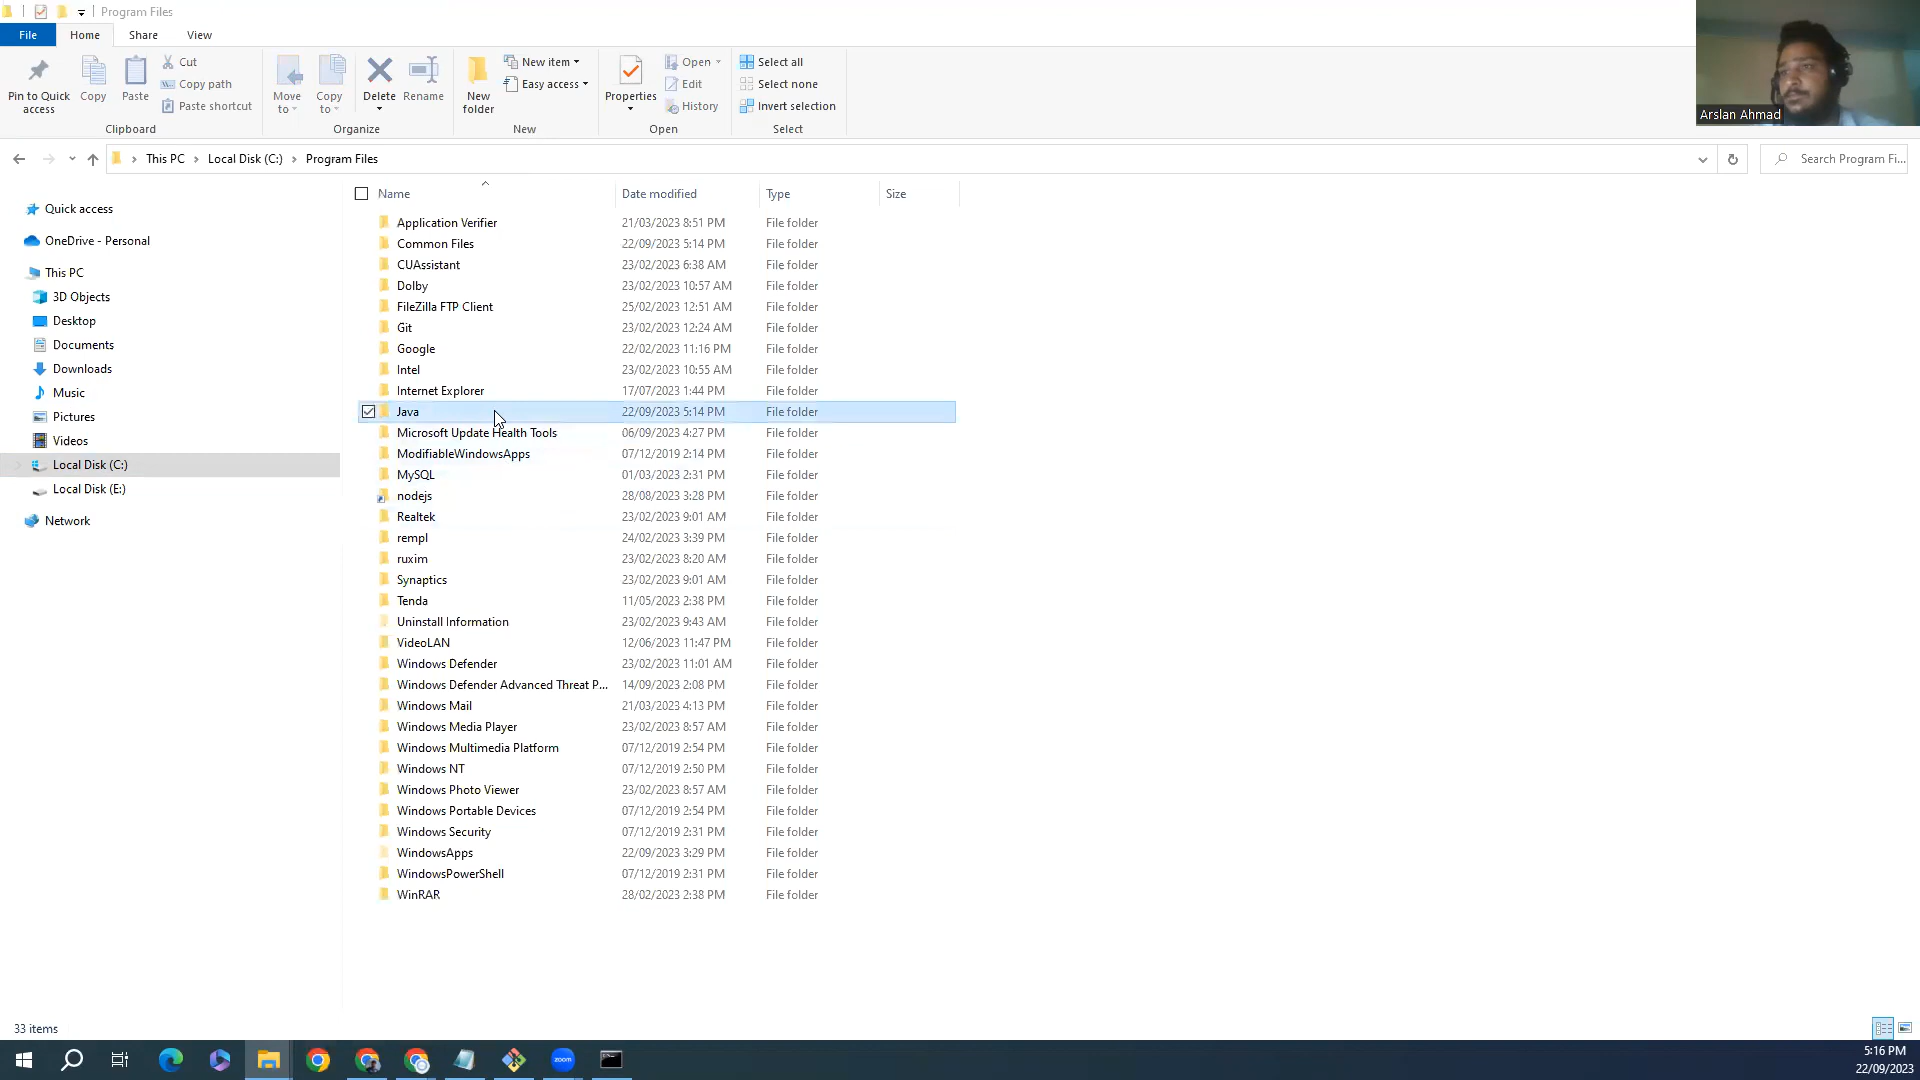 Program Files
File Home Share View
Pin to Quick access
Copy
Paste
Cut
Copy path
Paste shortcut
Clipboard
Move to
Copy to
Delete
Rename
Organize
New folder
New item
Easy access
New
Properties
Open
Edit
History
Open
Select all
Select none
Invert selection
Select
Arslan Ahmad
This PC Local Disk (C:) Program Files
Search Program Fi...
Quick access
OneDrive - Personal
This PC
3D Objects
Desktop
Documents
Downloads
Music
Pictures
Videos
Local Disk (C:)
Local Disk (E:)
Network
Name Date modified Type Size
Application Verifier 21/03/2023 8:51 PM File folder
Common Files 22/09/2023 5:14 PM File folder
CUAssistant 23/02/2023 6:38 AM File folder
Dolby 23/02/2023 10:57 AM File folder
FileZilla FTP Client 25/02/2023 12:51 AM File folder
Git 23/02/2023 12:24 AM File folder
Google 22/02/2023 11:16 PM File folder
Intel 23/02/2023 10:55 AM File folder
Internet Explorer 17/07/2023 1:44 PM File folder
Java 22/09/2023 5:14 PM File folder
Microsoft Update Health Tools 06/09/2023 4:27 PM File folder
ModifiableWindowsApps 07/12/2019 2:14 PM File folder
MySQL 01/03/2023 2:31 PM File folder
nodejs 28/08/2023 3:28 PM File folder
Realtek 23/02/2023 9:01 AM File folder
rempl 24/02/2023 3:39 PM File folder
ruxim 23/02/2023 8:20 AM File folder
Synaptics 23/02/2023 9:01 AM File folder
Tenda 11/05/2023 2:38 PM File folder
Uninstall Information 23/02/2023 9:43 AM File folder
VideoLAN 12/06/2023 11:47 PM File folder
Windows Defender 23/02/2023 11:01 AM File folder
Windows Defender Advanced Threat P... 14/09/2023 2:08 PM File folder
Windows Mail 21/03/2023 4:13 PM File folder
Windows Media Player 23/02/2023 8:57 AM File folder
Windows Multimedia Platform 07/12/2019 2:54 PM File folder
Windows NT 07/12/2019 2:50 PM File folder
Windows Photo Viewer 23/02/2023 8:57 AM File folder
Windows Portable Devices 07/12/2019 2:54 PM File folder
Windows Security 07/12/2019 2:31 PM File folder
WindowsApps 22/09/2023 3:29 PM File folder
WindowsPowerShell 07/12/2019 2:31 PM File folder
WinRAR 28/02/2023 2:38 PM File folder
33 items
zoom
5:16 PM
22/09/2023